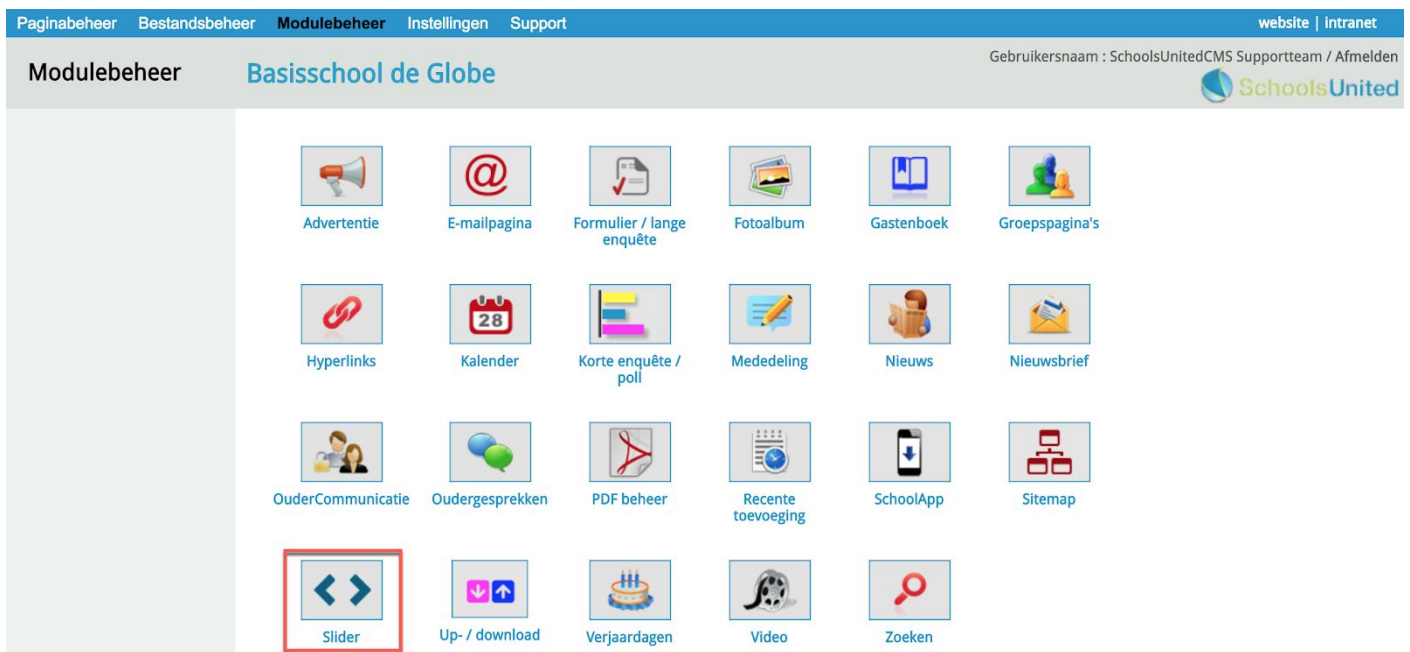 Paginabeheer Bestandsbeheer Modulebeheer Instellingen Support website | intranet
Gebruikersnaam : SchoolsUnitedCMS Supportteam / Afmelden
Modulebeheer Basisschool de Globe
SchoolsUnited
@
Advertentie E-mailpagina Formulier / lange enquête Fotoalbum Gastenboek Groepspagina's
28
Hyperlinks Kalender Korte enquête / poll Mededeling Nieuws Nieuwsbrief
OuderCommunicatie Oudergesprekken PDF beheer Recente toevoeging SchoolApp Sitemap
Slider Up- / download Verjaardagen Video Zoeken